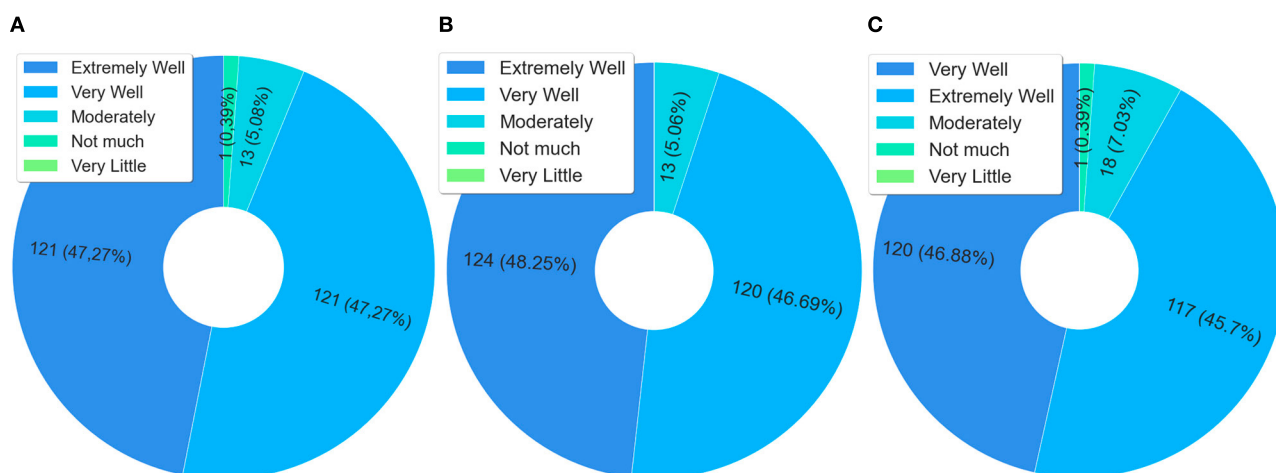 A
Extremely Well
Very Well
Moderately
Not much
Very Little
1 (0,39%)
13 (5,08%)
121 (47,27%)
121 (47,27%)
B
Extremely Well
Very Well
Moderately
Not much
Very Little
13 (5.06%)
124 (48.25%)
120 (46.69%)
C
Very Well
Extremely Well
Moderately
Not much
Very Little
1 (0.39%)
18 (7.03%)
120 (46.88%)
117 (45.7%)